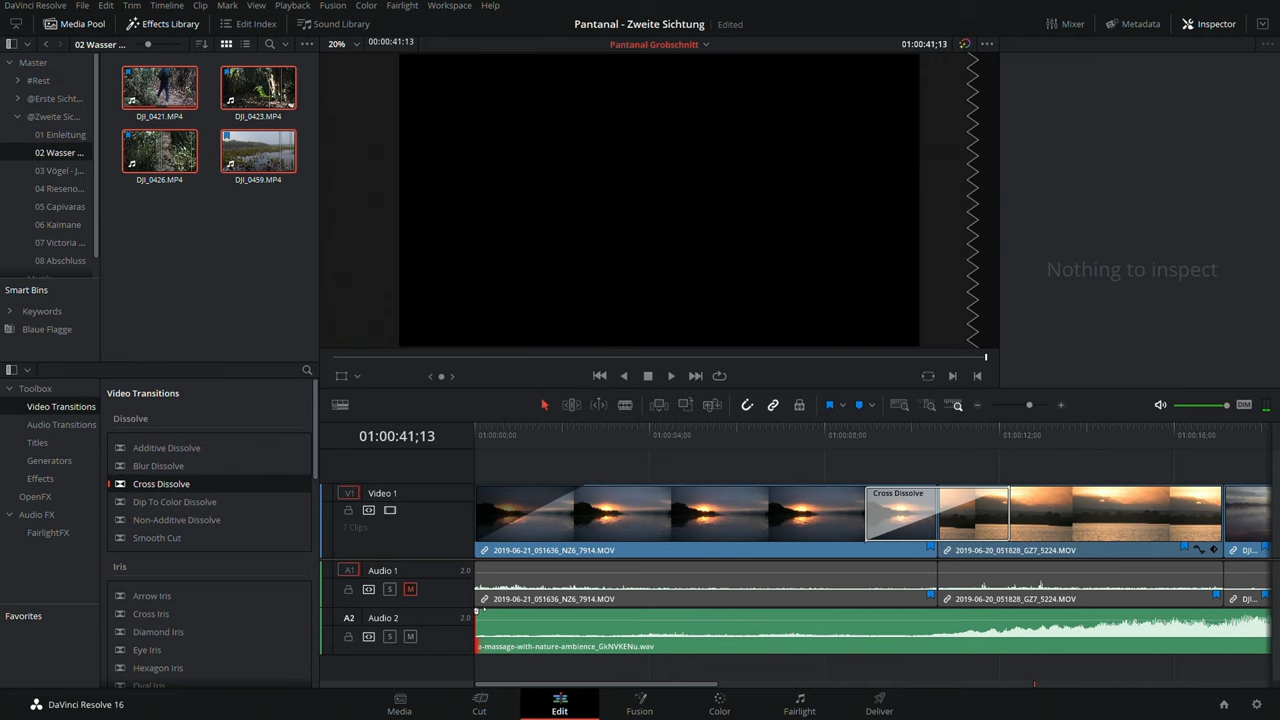 DaVinci Resolve File Edit Trim Timeline Clip Mark View Playback Fusion Color Fairlight Workspace Help
Media Pool Effects Library Edit Index Sound Library Pantanal - Zweite Sichtung Edited Mixer Metadata Inspector
02 Wasser ... 20% 00:00:41:13 Pantanal Grobschnitt 01:00:41;13
Master
#Rest
@Erste Sicht...
@Zweite Sic...
01 Einleitung
02 Wasser ...
03 Vögel - J...
04 Rieseno...
05 Capivaras
06 Kaimane
07 Victoria ...
08 Abschluss
DJI_0421.MP4 DJI_0423.MP4
DJI_0426.MP4 DJI_0459.MP4
Nothing to inspect
Smart Bins
Keywords
Blaue Flagge
Toolbox
Video Transitions
Audio Transitions
Titles
Generators
Effects
OpenFX
Audio FX
FairlightFX
Favorites
Video Transitions
Dissolve
Additive Dissolve
Blur Dissolve
Cross Dissolve
Dip To Color Dissolve
Non-Additive Dissolve
Smooth Cut
Iris
Arrow Iris
Cross Iris
Diamond Iris
Eye Iris
Hexagon Iris
Oval Iris
DIM
01:00:41;13 01:00:00;00 01:00:04;00 01:00:08;00 01:00:12;00 01:00:16;00
V1 Video 1 Cross Dissolve
7 Clips
2019-06-21_051636_NZ6_7914.MOV 2019-06-20_051828_GZ7_5224.MOV DJI...
A1 Audio 1 2.0
S M
2019-06-21_051636_NZ6_7914.MOV 2019-06-20_051828_GZ7_5224.MOV DJI...
A2 Audio 2 2.0
S M
a-massage-with-nature-ambience_GkNVKENu.wav
DaVinci Resolve 16 Media Cut Edit Fusion Color Fairlight Deliver